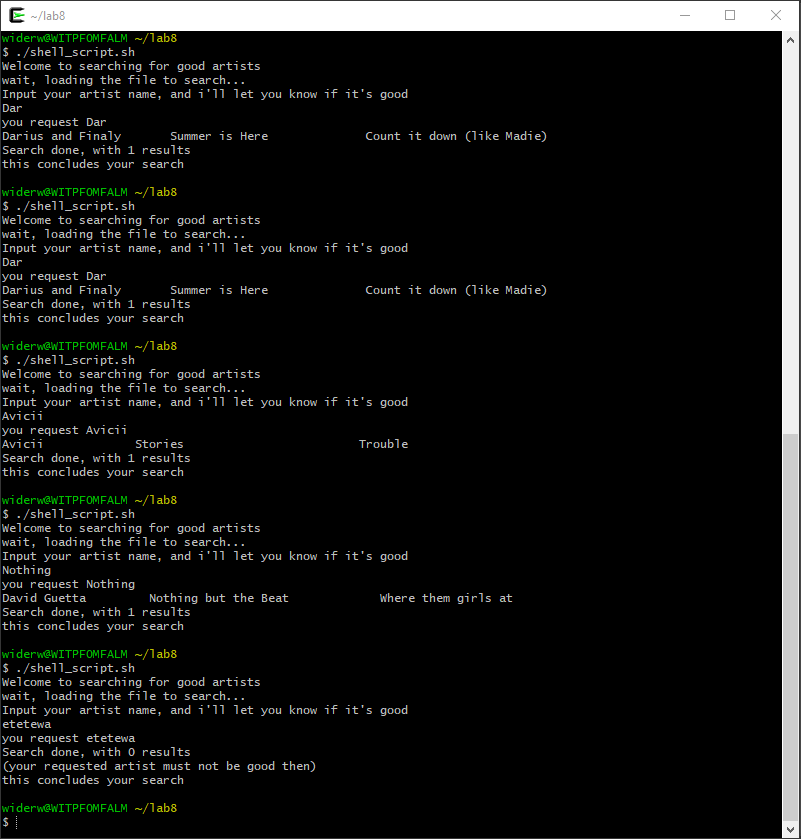 ~/lab8
widerw@WITPFOMFALM ~/lab8
$ ./shell_script.sh
Welcome to searching for good artists
wait, loading the file to search...
Input your artist name, and i'll let you know if it's good
Dar
you request Dar
Darius and Finaly       Summer is Here              Count it down (like Madie)
Search done, with 1 results
this concludes your search
widerw@WITPFOMFALM ~/lab8
$ ./shell_script.sh
Welcome to searching for good artists
wait, loading the file to search...
Input your artist name, and i'll let you know if it's good
Dar
you request Dar
Darius and Finaly       Summer is Here              Count it down (like Madie)
Search done, with 1 results
this concludes your search
widerw@WITPFOMFALM ~/lab8
$ ./shell_script.sh
Welcome to searching for good artists
wait, loading the file to search...
Input your artist name, and i'll let you know if it's good
Avicii
you request Avicii
Avicii             Stories                         Trouble
Search done, with 1 results
this concludes your search
widerw@WITPFOMFALM ~/lab8
$ ./shell_script.sh
Welcome to searching for good artists
wait, loading the file to search...
Input your artist name, and i'll let you know if it's good
Nothing
you request Nothing
David Guetta         Nothing but the Beat             Where them girls at
Search done, with 1 results
this concludes your search
widerw@WITPFOMFALM ~/lab8
$ ./shell_script.sh
Welcome to searching for good artists
wait, loading the file to search...
Input your artist name, and i'll let you know if it's good
etetewa
you request etetewa
Search done, with 0 results
(your requested artist must not be good then)
this concludes your search
widerw@WITPFOMFALM ~/lab8
$